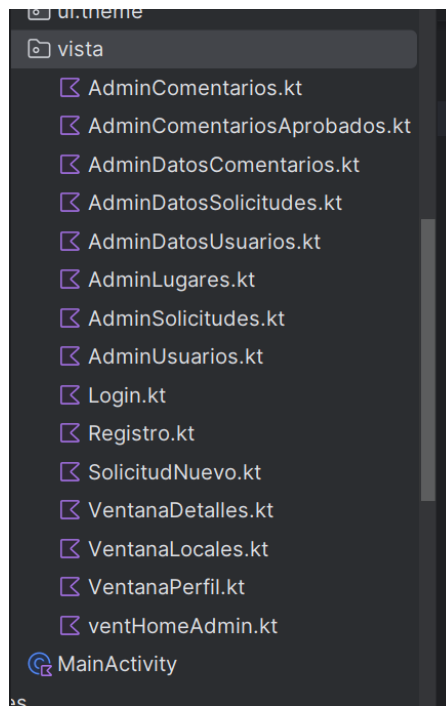 ui.theme
vista
AdminComentarios.kt
AdminComentariosAprobados.kt
AdminDatosComentarios.kt
AdminDatosSolicitudes.kt
AdminDatosUsuarios.kt
AdminLugares.kt
AdminSolicitudes.kt
AdminUsuarios.kt
Login.kt
Registro.kt
SolicitudNuevo.kt
VentanaDetalles.kt
VentanaLocales.kt
VentanaPerfil.kt
ventHomeAdmin.kt
MainActivity